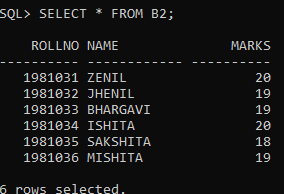 SQL> SELECT * FROM B2;
ROLLNO NAME MARKS
---------- ------------ ----------
1981031 ZENIL 20
1981032 JHENIL 19
1981033 BHARGAVI 19
1981034 ISHITA 20
1981035 SAKSHITA 18
1981036 MISHITA 19
6 rows selected.